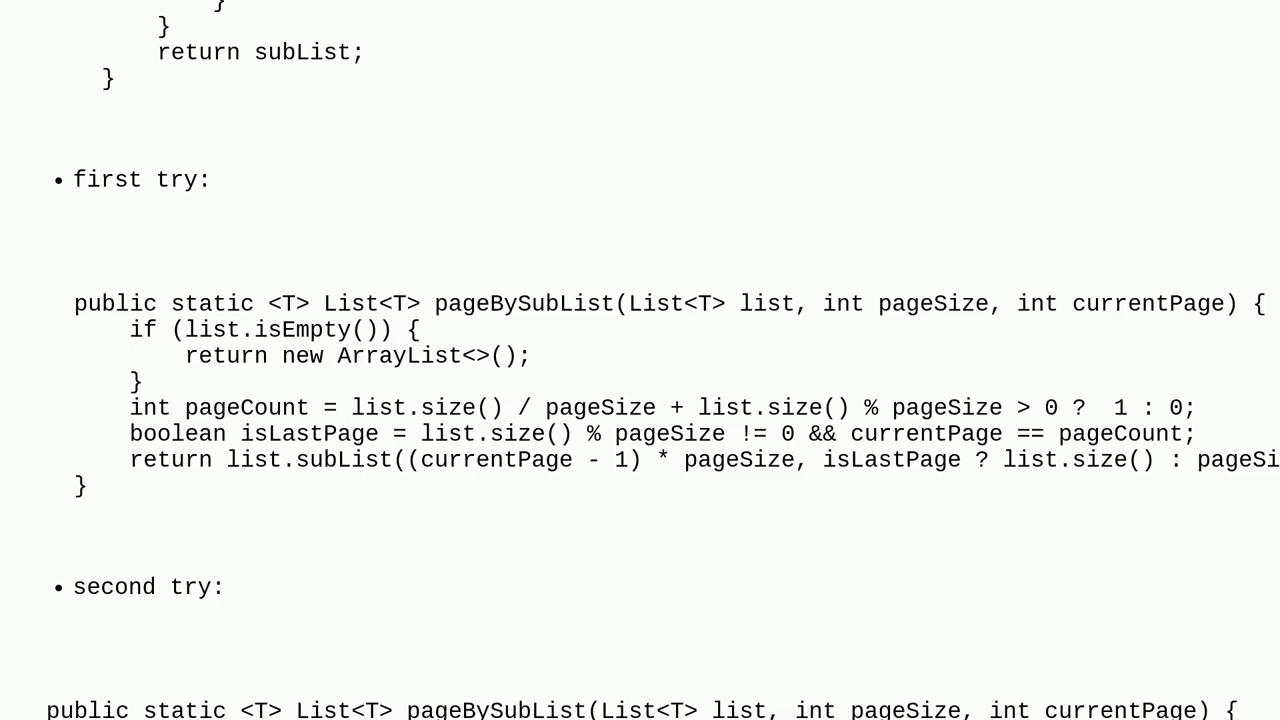 }
}
return subList;
}
• first try:
public static <T> List<T> pageBySubList(List<T> list, int pageSize, int currentPage) {
if (list.isEmpty()) {
return new ArrayList<>();
}
int pageCount = list.size() / pageSize + list.size() % pageSize > 0 ?  1 : 0;
boolean isLastPage = list.size() % pageSize != 0 && currentPage == pageCount;
return list.subList((currentPage - 1) * pageSize, isLastPage ? list.size() : pageSi
}
• second try:
public static <T> List<T> pageBySubList(List<T> list, int pageSize, int currentPage) {